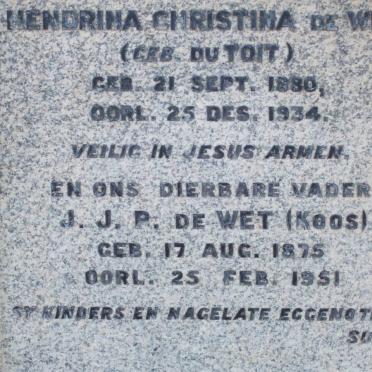 HENDRINA CHRISTINA DE WE
(GEB. DU TOIT)
GEB. 21 SEPT. 1880,
OORL. 25 DES. 1934.
VEILIG IN JESUS ARMEN.
EN ONS DIERBARE VADER
J. J. P. DE WET (KOOS)
GEB. 17 AUG. 1875
OORL. 25 FEB. 1951
KINDERS EN NAGELATE EGGENOT